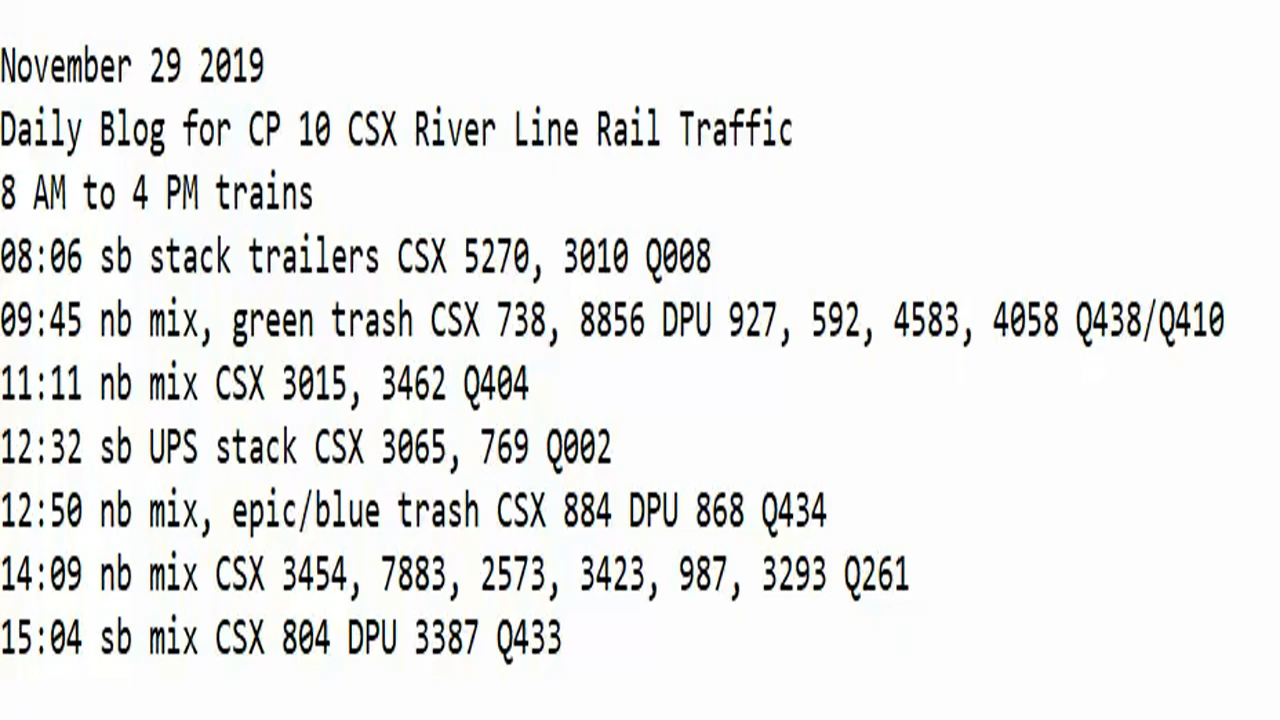 November 29 2019
Daily Blog for CP 10 CSX River Line Rail Traffic
8 AM to 4 PM trains
08:06 sb stack trailers CSX 5270, 3010 Q008
09:45 nb mix, green trash CSX 738, 8856 DPU 927, 592, 4583, 4058 Q438/Q410
11:11 nb mix CSX 3015, 3462 Q404
12:32 sb UPS stack CSX 3065, 769 Q002
12:50 nb mix, epic/blue trash CSX 884 DPU 868 Q434
14:09 nb mix CSX 3454, 7883, 2573, 3423, 987, 3293 Q261
15:04 sb mix CSX 804 DPU 3387 Q433